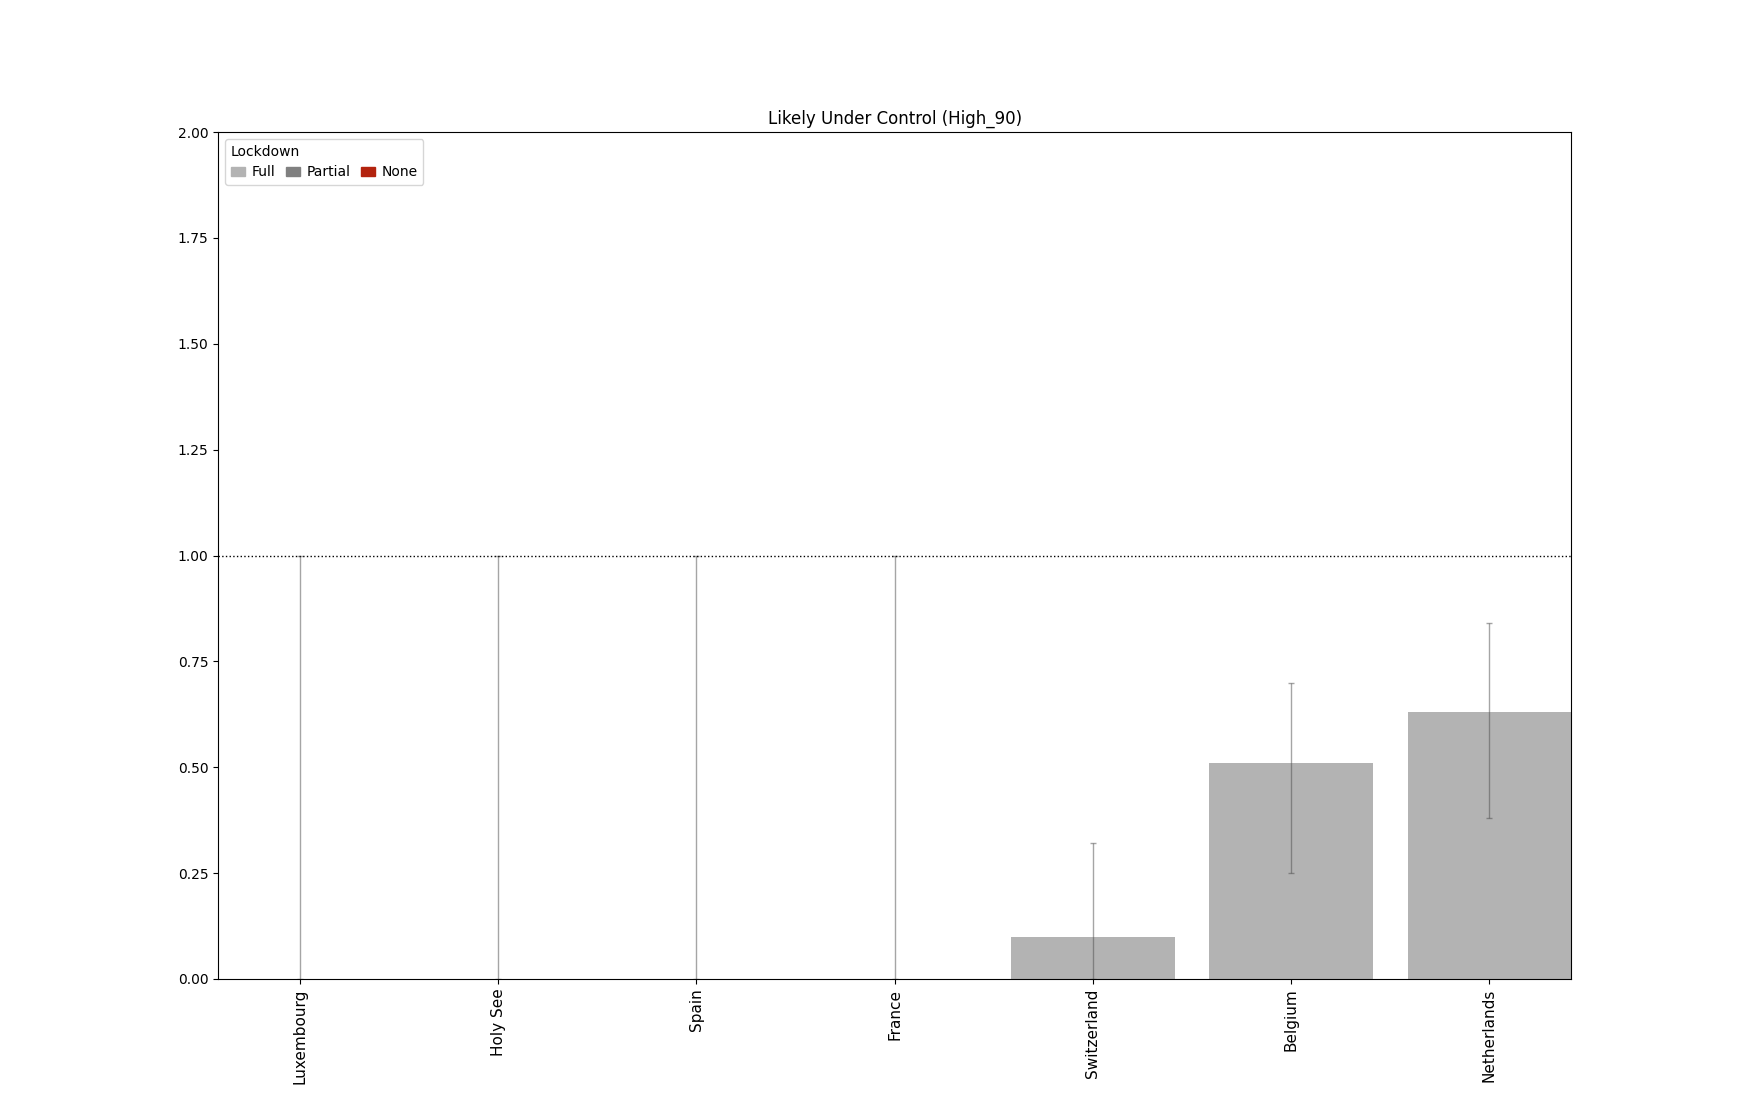 Likely Under Control (High_90)
2.00
Lockdown
Full Partial None
1.75
1.50
1.25
1.00
0.75
0.50
0.25
0.00
Luxembourg
Holy See
Spain
France
Switzerland
Belgium
Netherlands